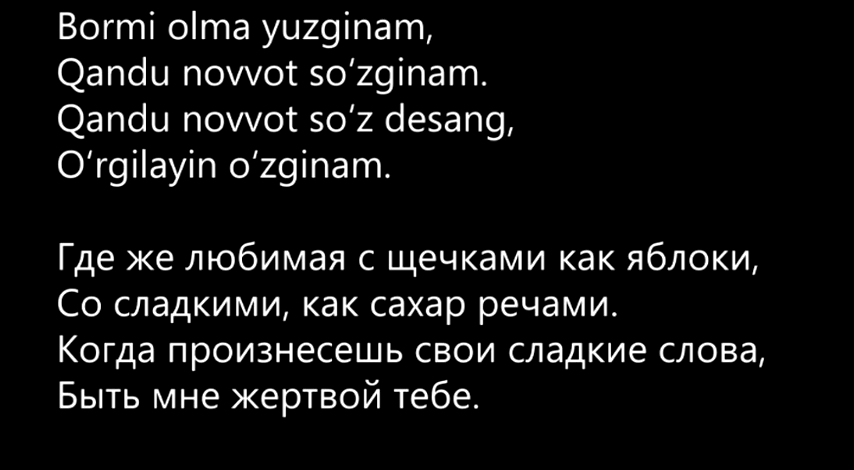 Bormi olma yuzginam,
Qandu novvot so‘zginam.
Qandu novvot so‘z desang,
O‘rgilayin o‘zginam.
Где же любимая с щечками как яблоки,
Со сладкими, как сахар речами.
Когда произнесешь свои сладкие слова,
Быть мне жертвой тебе.